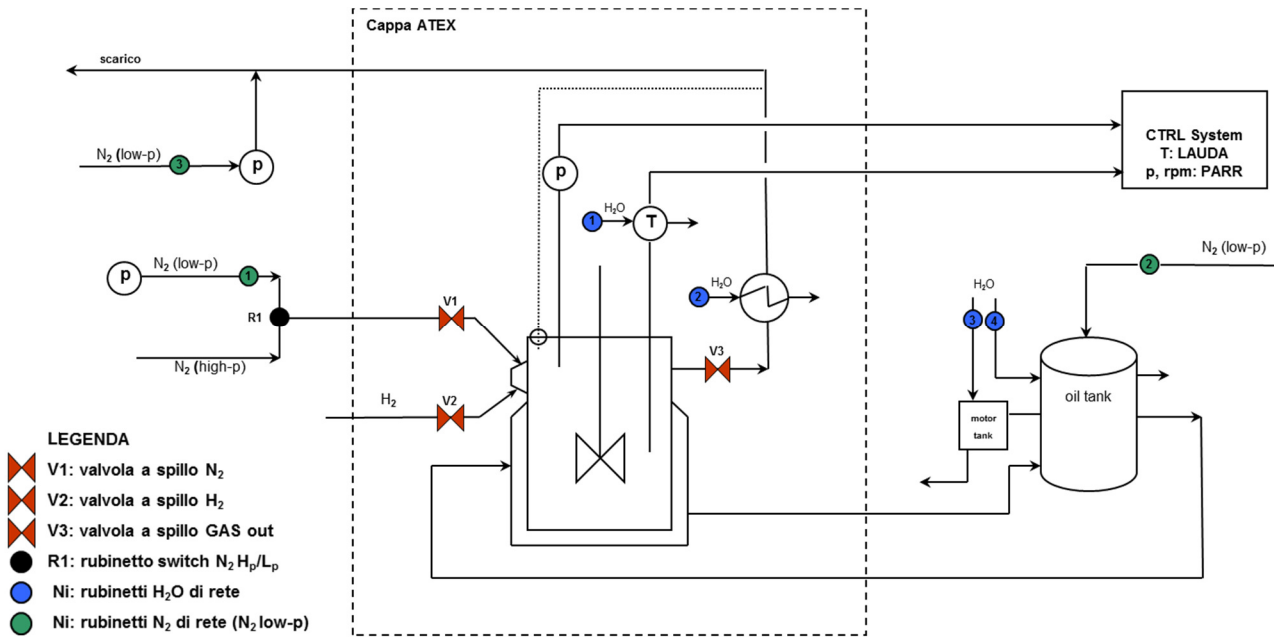 Cappa ATEX
scarico
N₂ (low-p)
3
p
p
CTRL System
T: LAUDA
p, rpm: PARR
1
H₂O
T
p
N₂ (low-p)
1
R1
N₂ (high-p)
V1
2
H₂O
V3
H₂
V2
N₂ (low-p)
2
H₂O
3
4
oil tank
motor
tank
LEGENDA
V1: valvola a spillo N₂
V2: valvola a spillo H₂
V3: valvola a spillo GAS out
R1: rubinetto switch N₂ Hₚ/Lₚ
Ni: rubinetti H₂O di rete
Ni: rubinetti N₂ di rete (N₂ low-p)